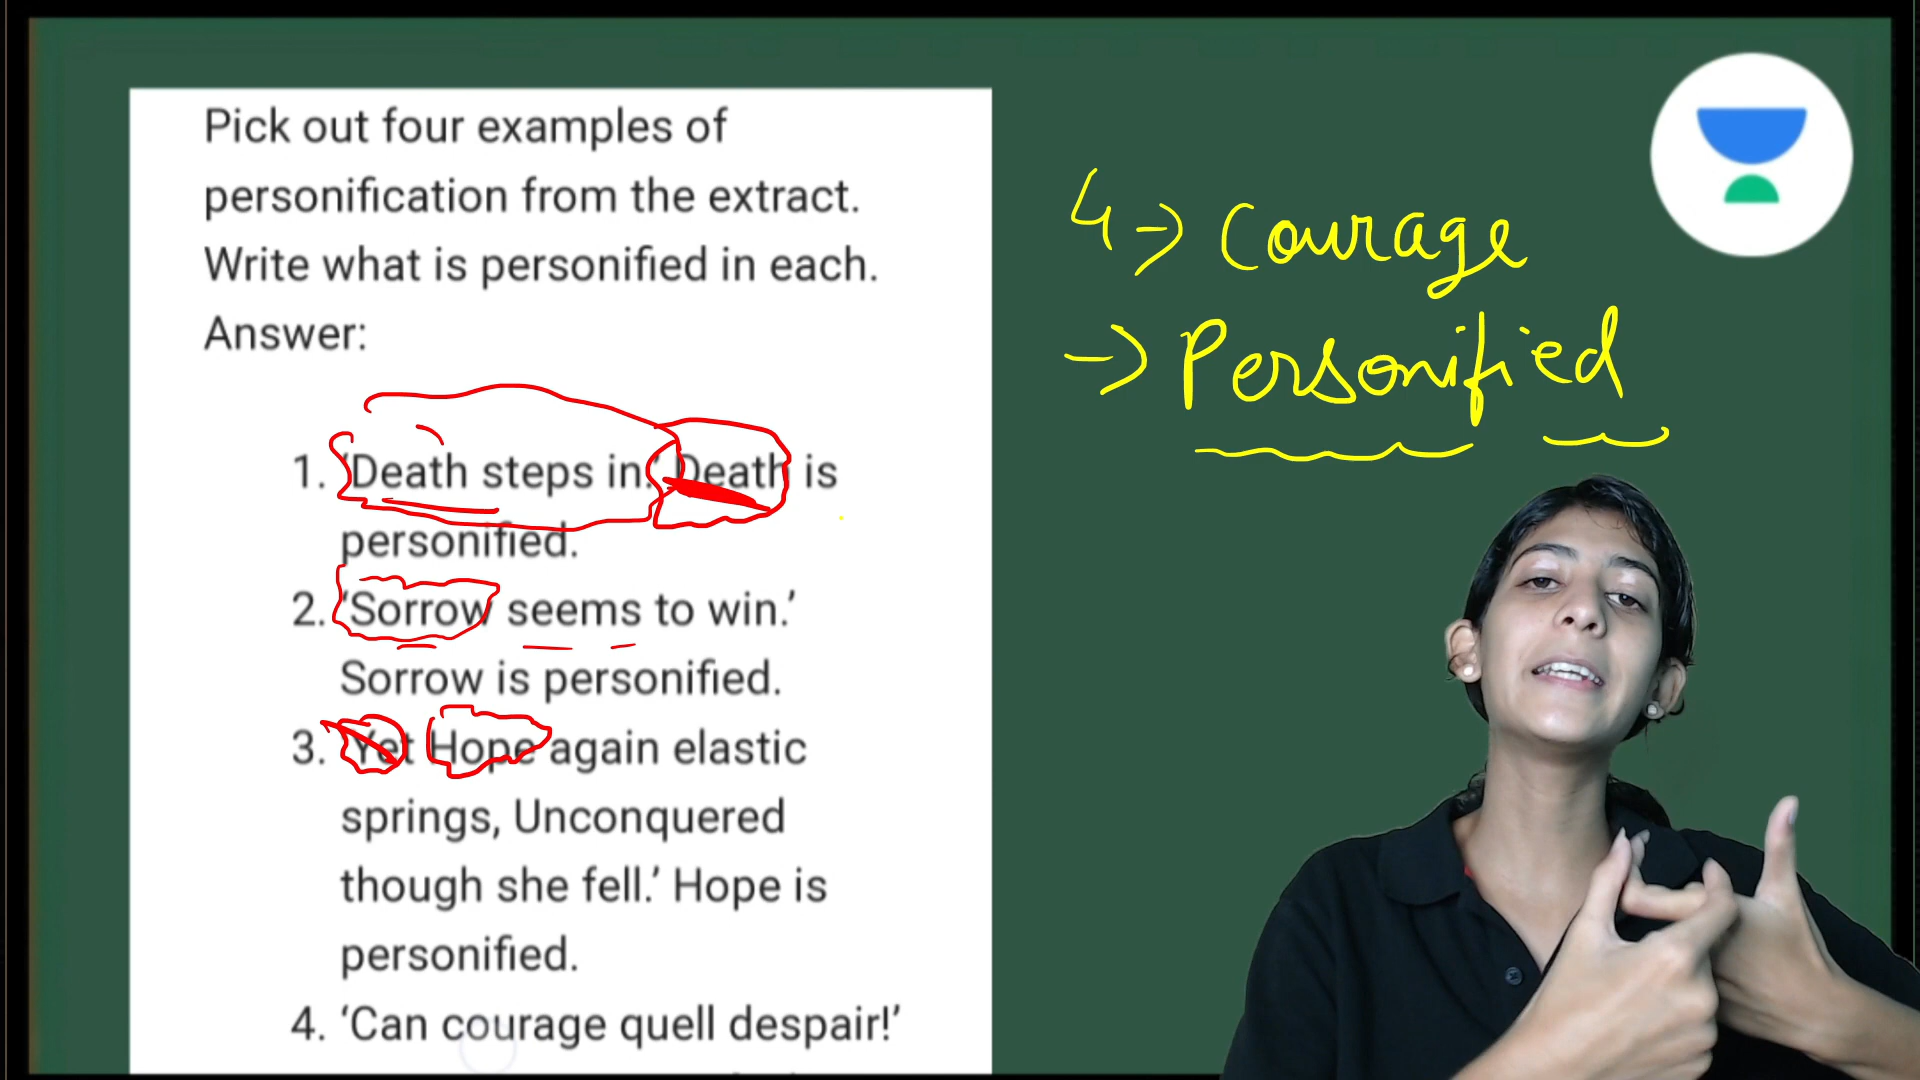 Pick out four examples of
personification from the extract.
Write what is personified in each.
Answer:
1. ‘Death steps in.’ Death is
personified.
2. ‘Sorrow seems to win.’
Sorrow is personified.
3. ‘Yet Hope again elastic
springs, Unconquered
though she fell.’ Hope is
personified.
4. ‘Can courage quell despair!’
4 -> Courage
-> Personified